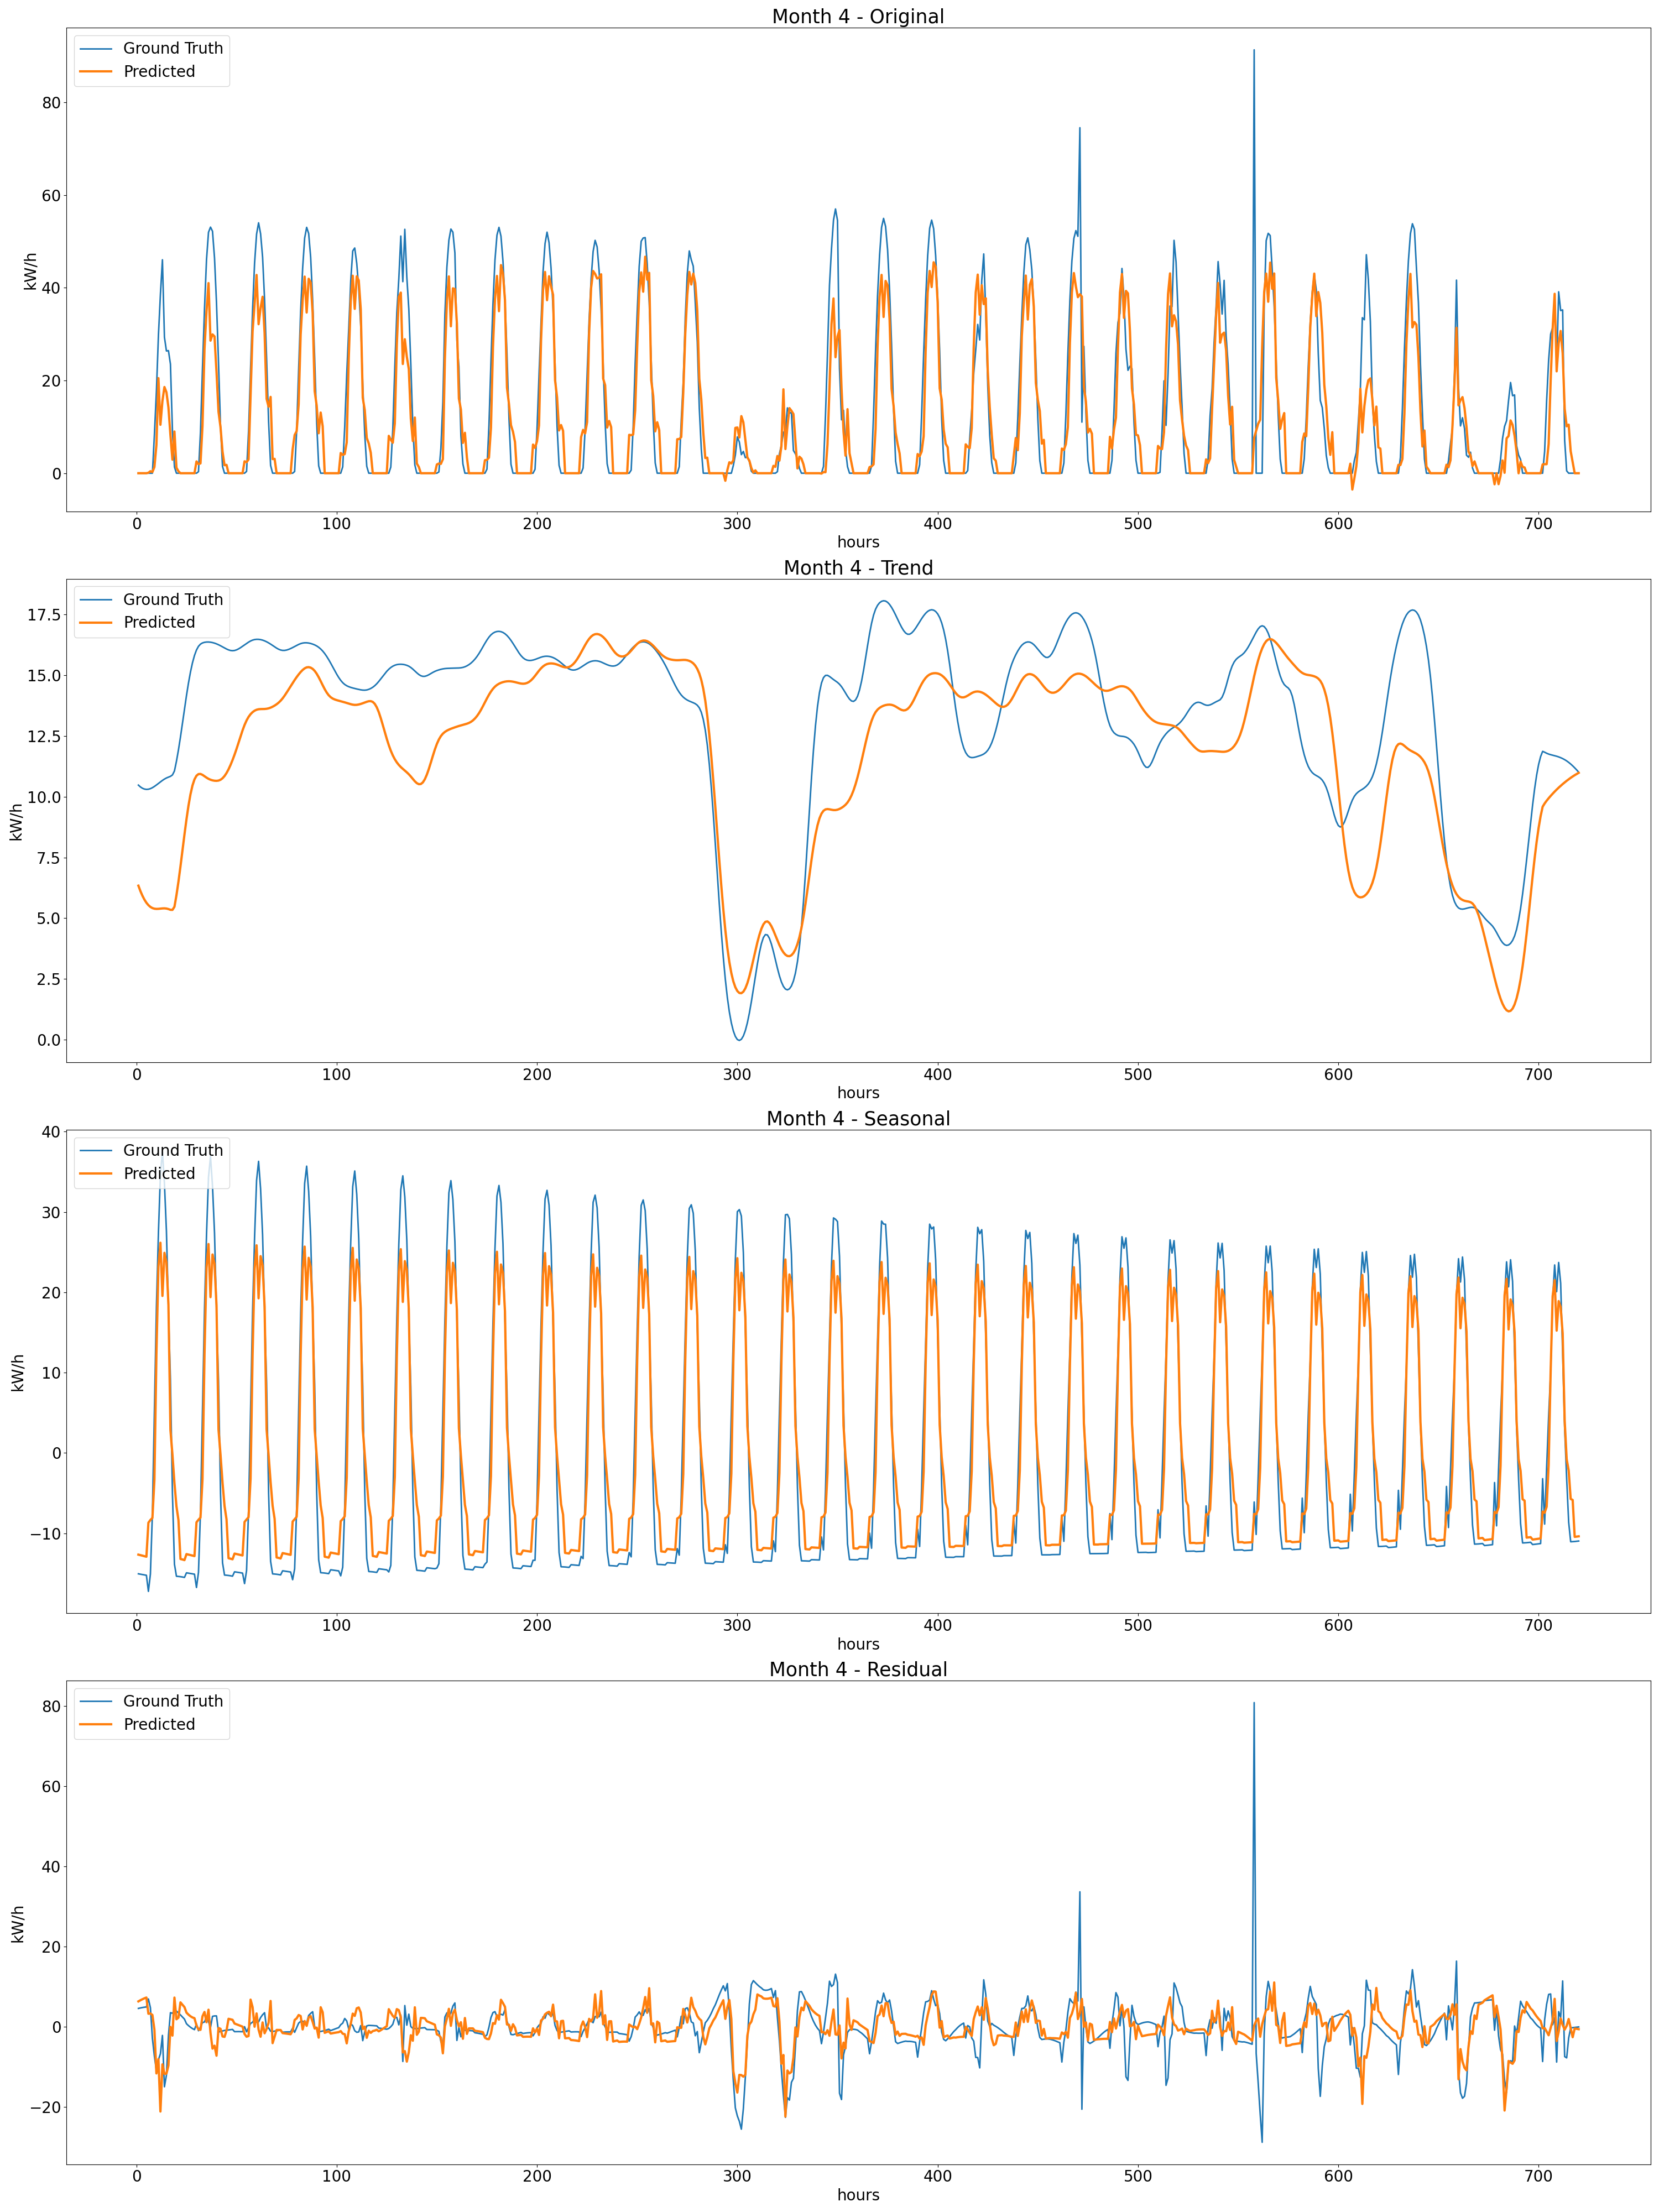 Month 4 - Original
Ground Truth
Predicted
80
60
40
20
0
kW/h
0 100 200 300 400 500 600 700
hours
Month 4 - Trend
Ground Truth
Predicted
17.5
15.0
12.5
10.0
7.5
5.0
2.5
0.0
kW/h
0 100 200 300 400 500 600 700
hours
Month 4 - Seasonal
Ground Truth
Predicted
40
30
20
10
0
−10
kW/h
0 100 200 300 400 500 600 700
hours
Month 4 - Residual
Ground Truth
Predicted
80
60
40
20
0
−20
kW/h
0 100 200 300 400 500 600 700
hours